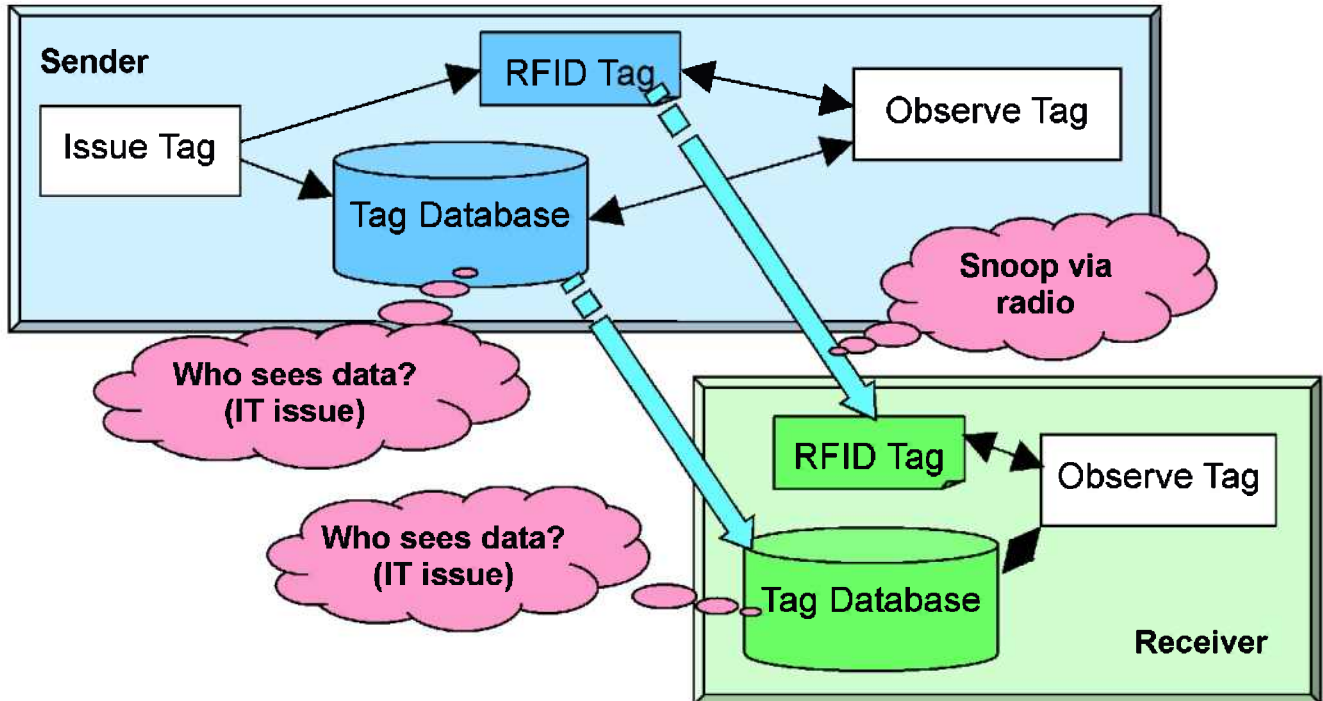 Sender
RFID Tag
Issue Tag
Observe Tag
Tag Database
Snoop via
radio
Who sees data?
(IT issue)
RFID Tag
Observe Tag
Who sees data?
(IT issue)
Tag Database
Receiver